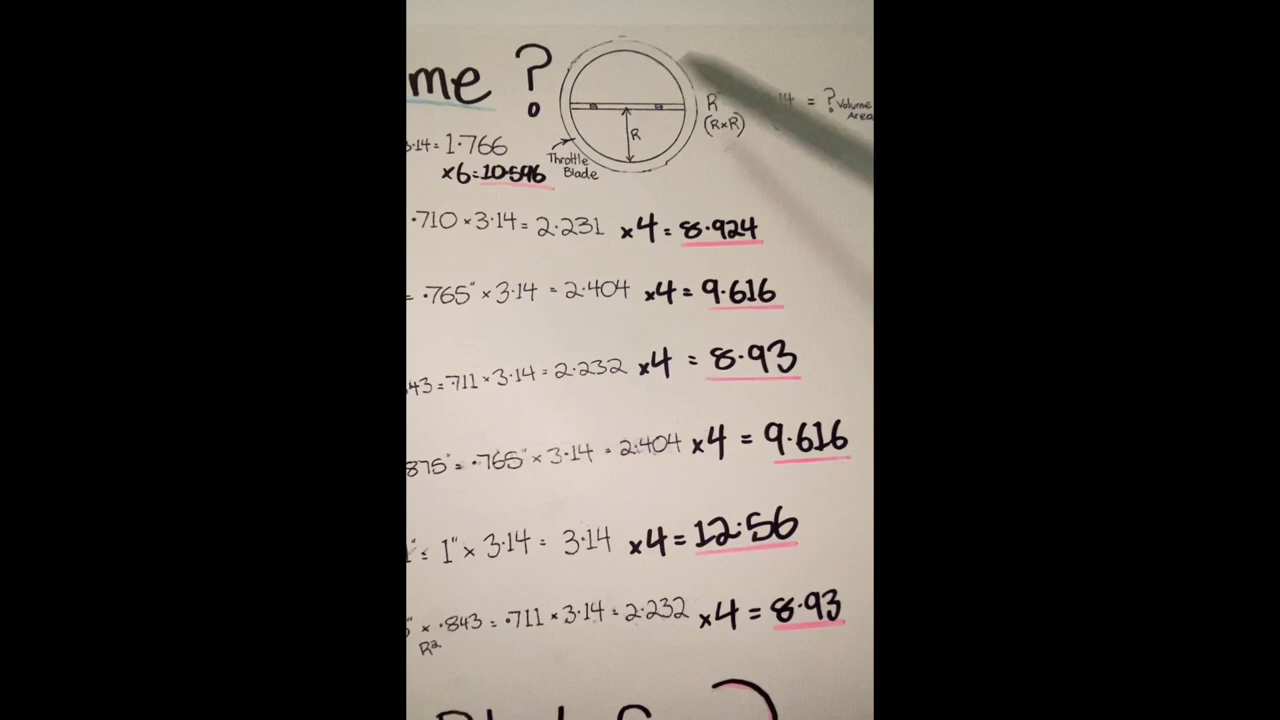 me ?
R
(R×R)
14 = ? Volume
Area
R
Throttle
Blade
3·14= 1·766
×6=10·596
·710 × 3·14= 2·231 ×4= 8·924
= ·765" × 3·14 = 2·404 ×4= 9·616
43=·711 × 3·14= 2·232 ×4 = 8·93
875"= ·765" × 3·14 = 2·404 ×4 = 9·616
"= 1" × 3·14= 3·14 ×4= 12·56
" × ·843 = ·711 × 3·14= 2·232 ×4 = 8·93
R²